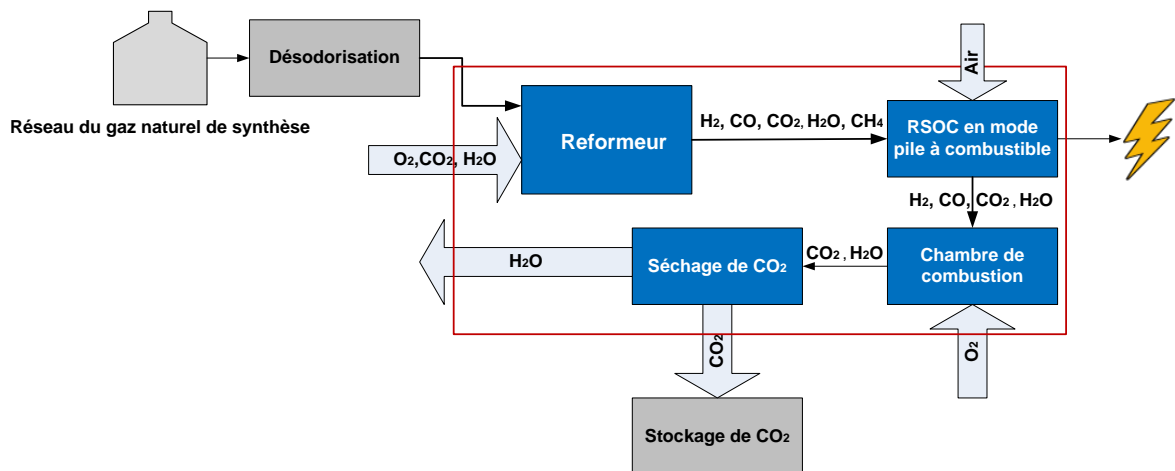 Désodorisation
Réseau du gaz naturel de synthèse
Air
Reformeur
H₂, CO, CO₂, H₂O, CH₄
RSOC en mode
pile à combustible
O₂,CO₂, H₂O
H₂, CO, CO₂ , H₂O
H₂O
Séchage de CO₂
CO₂ , H₂O
Chambre de
combustion
CO₂
O₂
Stockage de CO₂